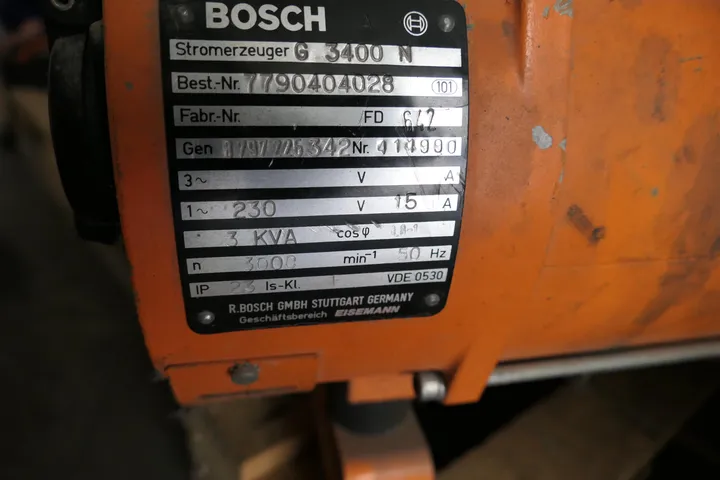 BOSCH
Stromerzeuger G 3400 N
Best.-Nr. 7790404028 101
Fabr.-Nr. FD 642
Gen Nr. 414990
3~ V A
1~ 230 V 15 A
3 KVA cos φ
n 3000 min⁻¹ 50 Hz
IP 23 Is-Kl. VDE 0530
R.BOSCH GMBH STUTTGART GERMANY
Geschäftsbereich EISEMANN